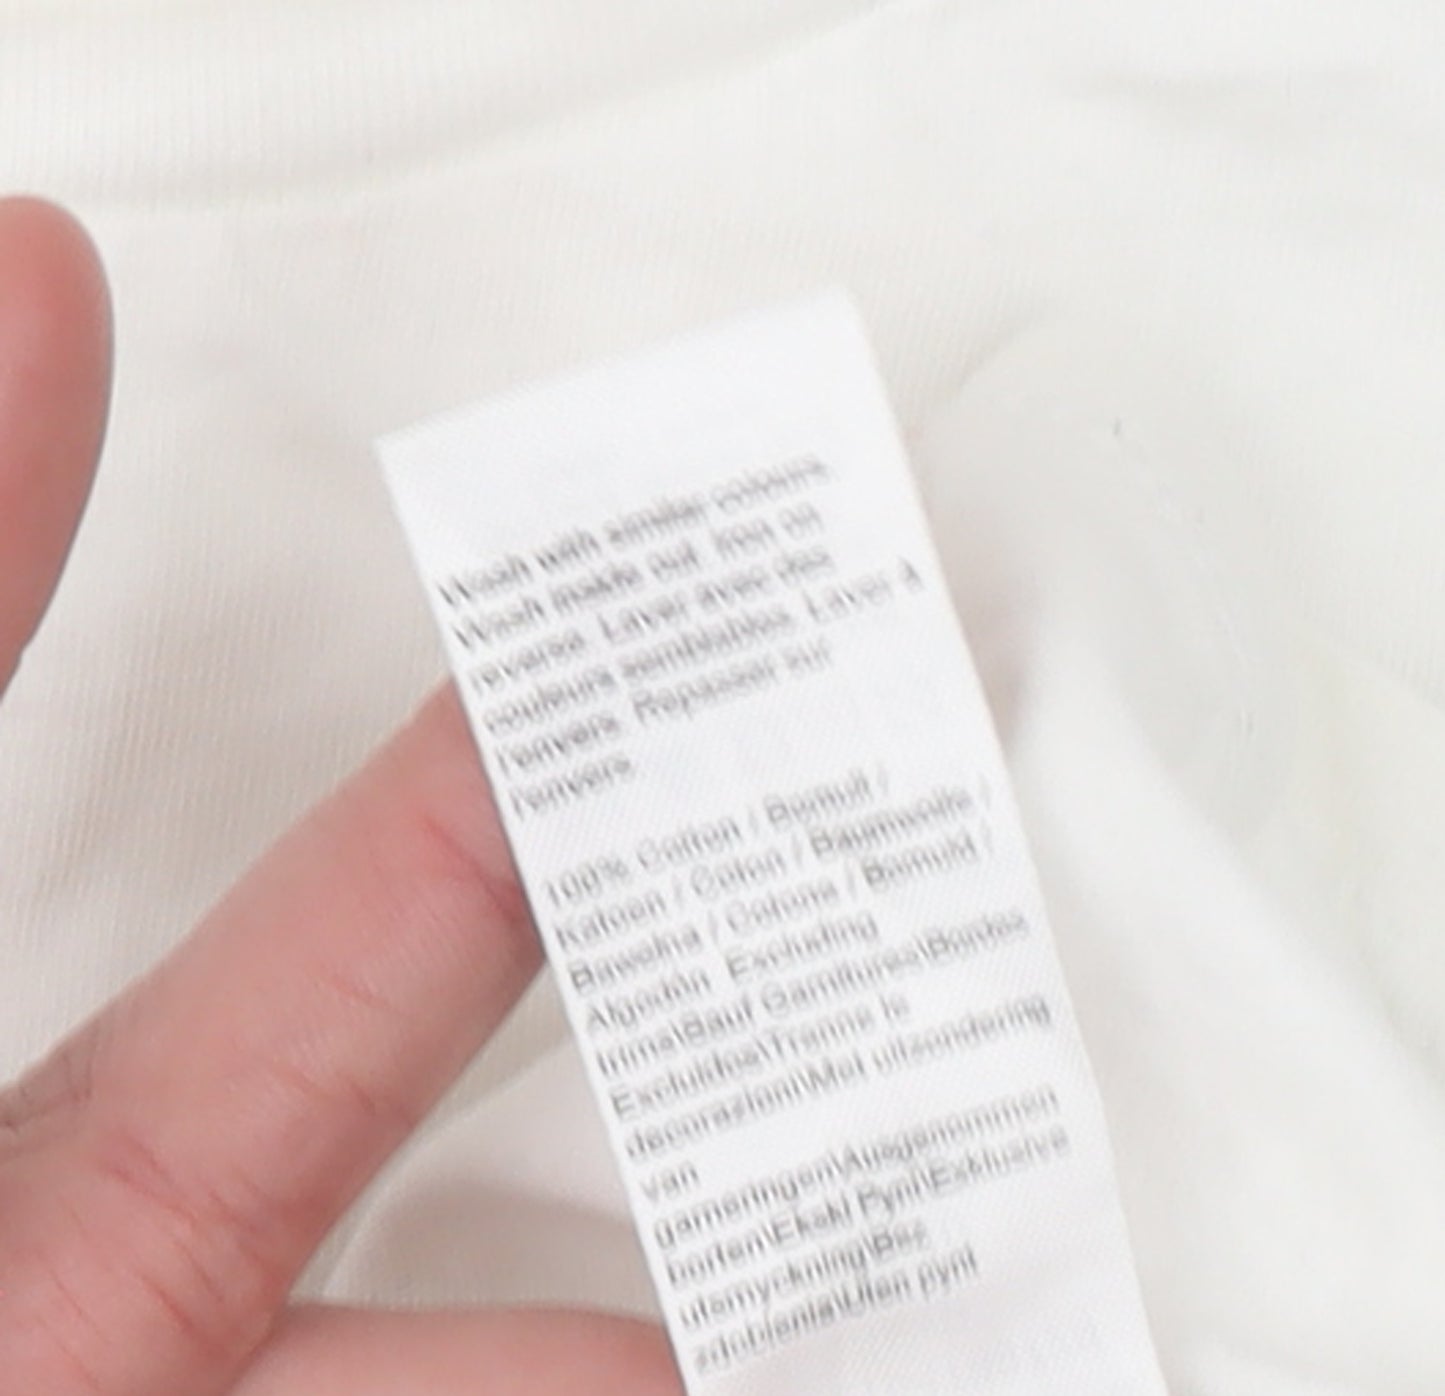 Wash with similar colours.
Wash inside out. Iron on
reverse. Laver avec des
couleurs semblables. Laver à
l'envers. Repasser sur
l'envers.
100% Cotton / Bomull /
Katoen / Coton / Baumwolle /
Bawełna / Cotone / Bomuld /
Algodón Excluding
trims\Sauf Garnitures\Bordes
Excluidos\Tranne le
decorazioni\Met uitzondering
van
garneringen\Ausgenommen
borten\Ekskl Pynt\Exklusive
utsmyckning\Bez
zdobienia\Uten pynt